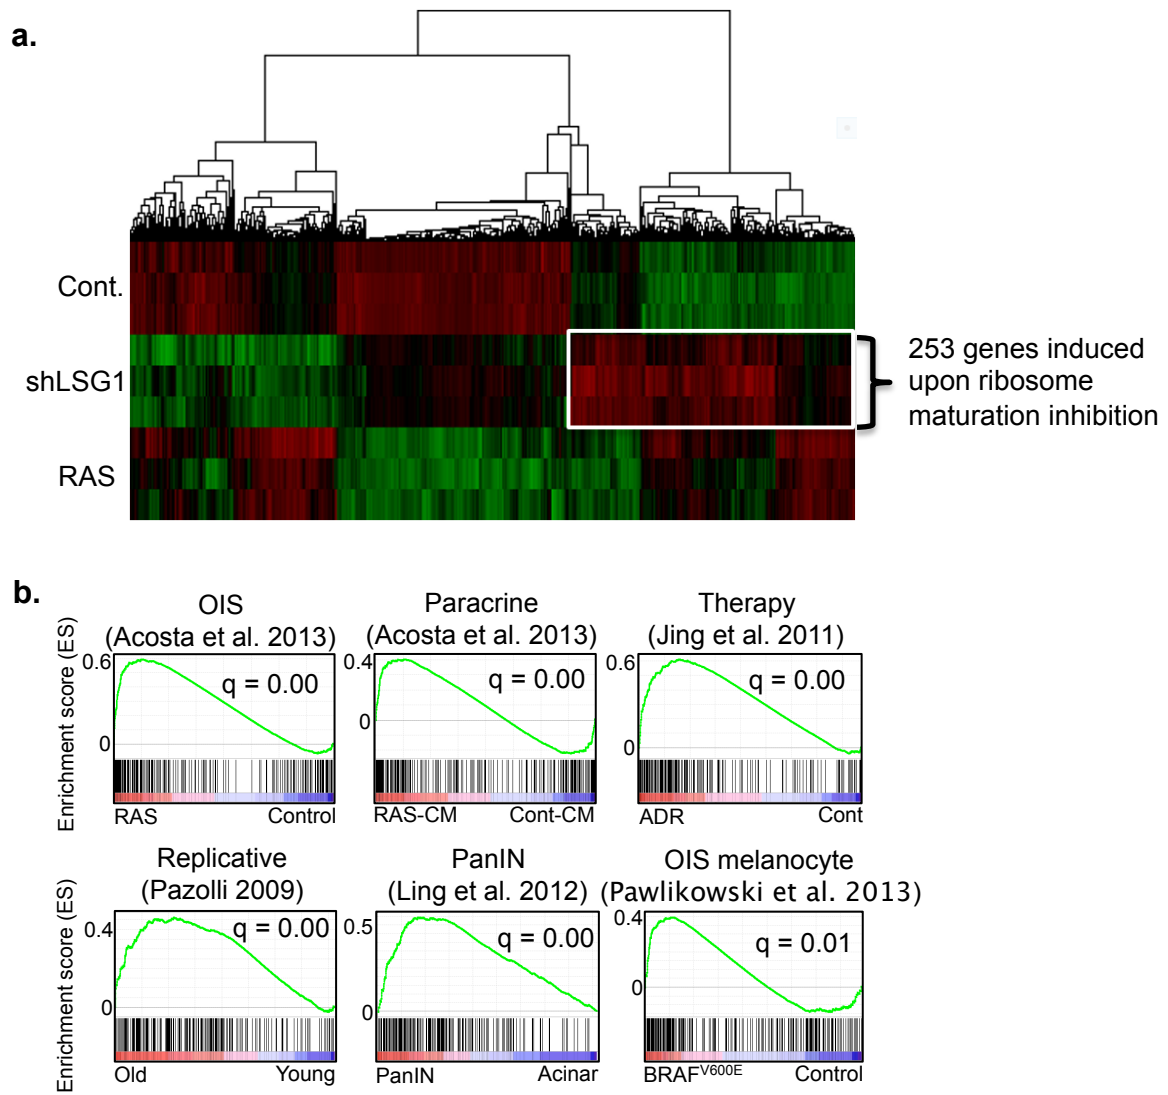 a.
Cont.
shLSG1
RAS
253 genes induced
upon ribosome
maturation inhibition
b.
OIS
(Acosta et al. 2013)
Enrichment score (ES)
0.6
0
q = 0.00
RAS
Control
Paracrine
(Acosta et al. 2013)
0.4
0
q = 0.00
RAS-CM
Cont-CM
Therapy
(Jing et al. 2011)
0.6
0
q = 0.00
ADR
Cont
Replicative
(Pazolli 2009)
Enrichment score (ES)
0.4
0
q = 0.00
Old
Young
PanIN
(Ling et al. 2012)
0.5
0
q = 0.00
PanIN
Acinar
OIS melanocyte
(Pawlikowski et al. 2013)
0.4
0
q = 0.01
BRAFV600E
Control